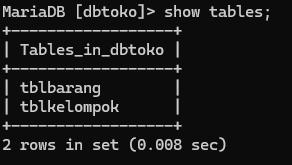 MariaDB [dbtoko]> show tables;
+------------------+
| Tables_in_dbtoko |
+------------------+
| tblbarang        |
| tblkelompok      |
+------------------+
2 rows in set (0.008 sec)